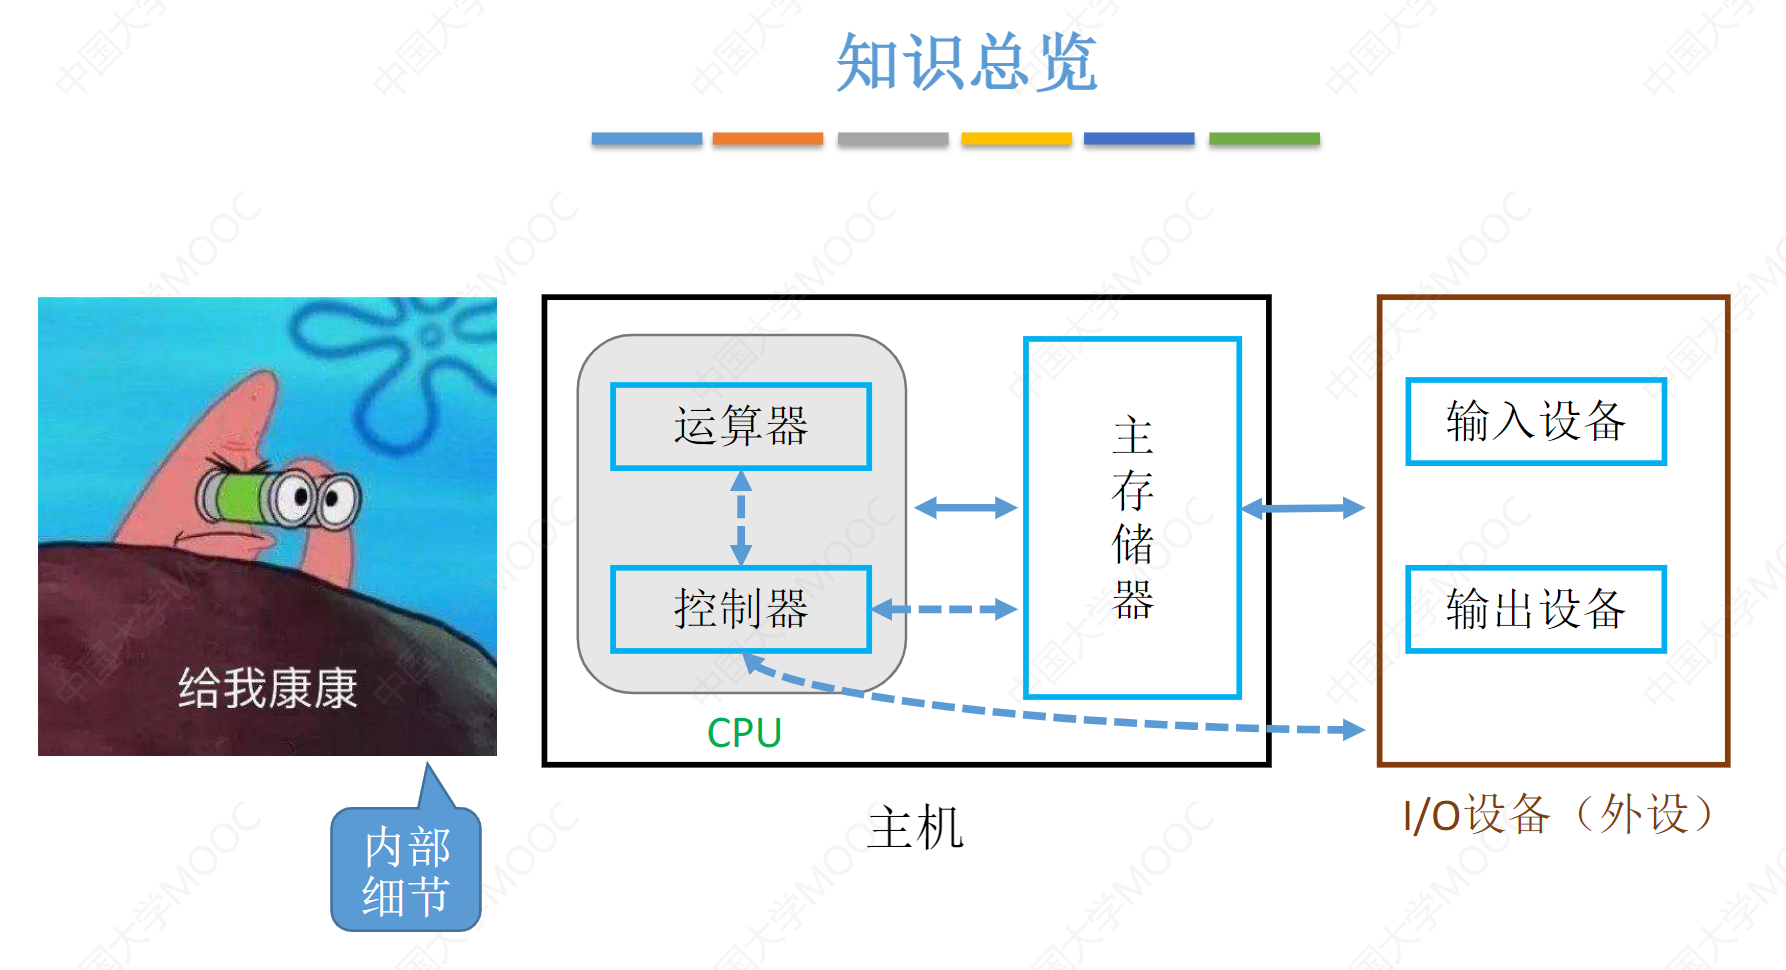 知识总览
给我康康
内部
细节
运算器
控制器
CPU
主存储器
主机
输入设备
输出设备
I/O设备（外设）
中国大学MOOC